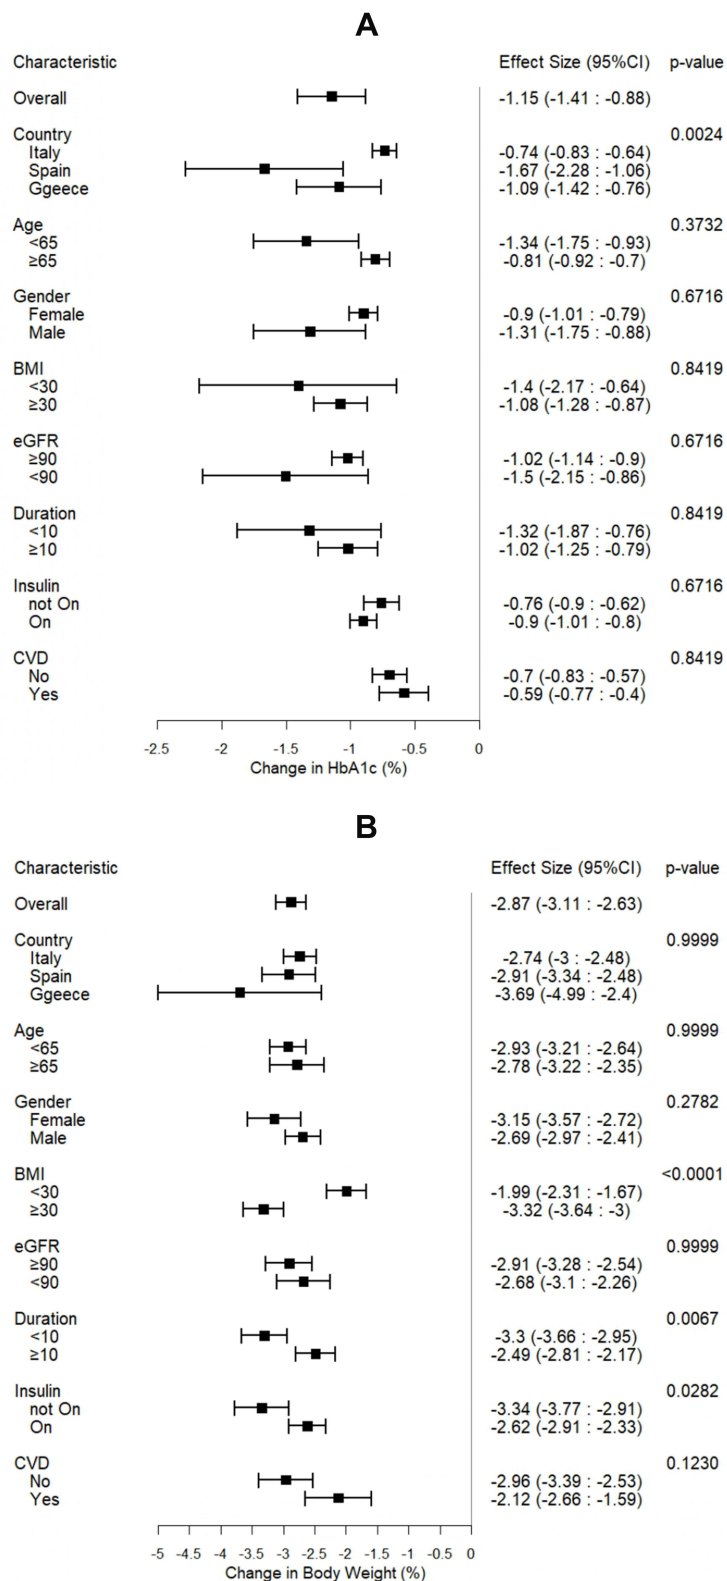 A
Characteristic Effect Size (95%CI) p-value
Overall -1.15 (-1.41 : -0.88)
Country 0.0024
Italy -0.74 (-0.83 : -0.64)
Spain -1.67 (-2.28 : -1.06)
Ggeece -1.09 (-1.42 : -0.76)
Age 0.3732
<65 -1.34 (-1.75 : -0.93)
≥65 -0.81 (-0.92 : -0.7)
Gender 0.6716
Female -0.9 (-1.01 : -0.79)
Male -1.31 (-1.75 : -0.88)
BMI 0.8419
<30 -1.4 (-2.17 : -0.64)
≥30 -1.08 (-1.28 : -0.87)
eGFR 0.6716
≥90 -1.02 (-1.14 : -0.9)
<90 -1.5 (-2.15 : -0.86)
Duration 0.8419
<10 -1.32 (-1.87 : -0.76)
≥10 -1.02 (-1.25 : -0.79)
Insulin 0.6716
not On -0.76 (-0.9 : -0.62)
On -0.9 (-1.01 : -0.8)
CVD 0.8419
No -0.7 (-0.83 : -0.57)
Yes -0.59 (-0.77 : -0.4)
-2.5 -2 -1.5 -1 -0.5 0
Change in HbA1c (%)
B
Characteristic Effect Size (95%CI) p-value
Overall -2.87 (-3.11 : -2.63)
Country 0.9999
Italy -2.74 (-3 : -2.48)
Spain -2.91 (-3.34 : -2.48)
Ggeece -3.69 (-4.99 : -2.4)
Age 0.9999
<65 -2.93 (-3.21 : -2.64)
≥65 -2.78 (-3.22 : -2.35)
Gender 0.2782
Female -3.15 (-3.57 : -2.72)
Male -2.69 (-2.97 : -2.41)
BMI <0.0001
<30 -1.99 (-2.31 : -1.67)
≥30 -3.32 (-3.64 : -3)
eGFR 0.9999
≥90 -2.91 (-3.28 : -2.54)
<90 -2.68 (-3.1 : -2.26)
Duration 0.0067
<10 -3.3 (-3.66 : -2.95)
≥10 -2.49 (-2.81 : -2.17)
Insulin 0.0282
not On -3.34 (-3.77 : -2.91)
On -2.62 (-2.91 : -2.33)
CVD 0.1230
No -2.96 (-3.39 : -2.53)
Yes -2.12 (-2.66 : -1.59)
-5 -4.5 -4 -3.5 -3 -2.5 -2 -1.5 -1 -0.5 0
Change in Body Weight (%)